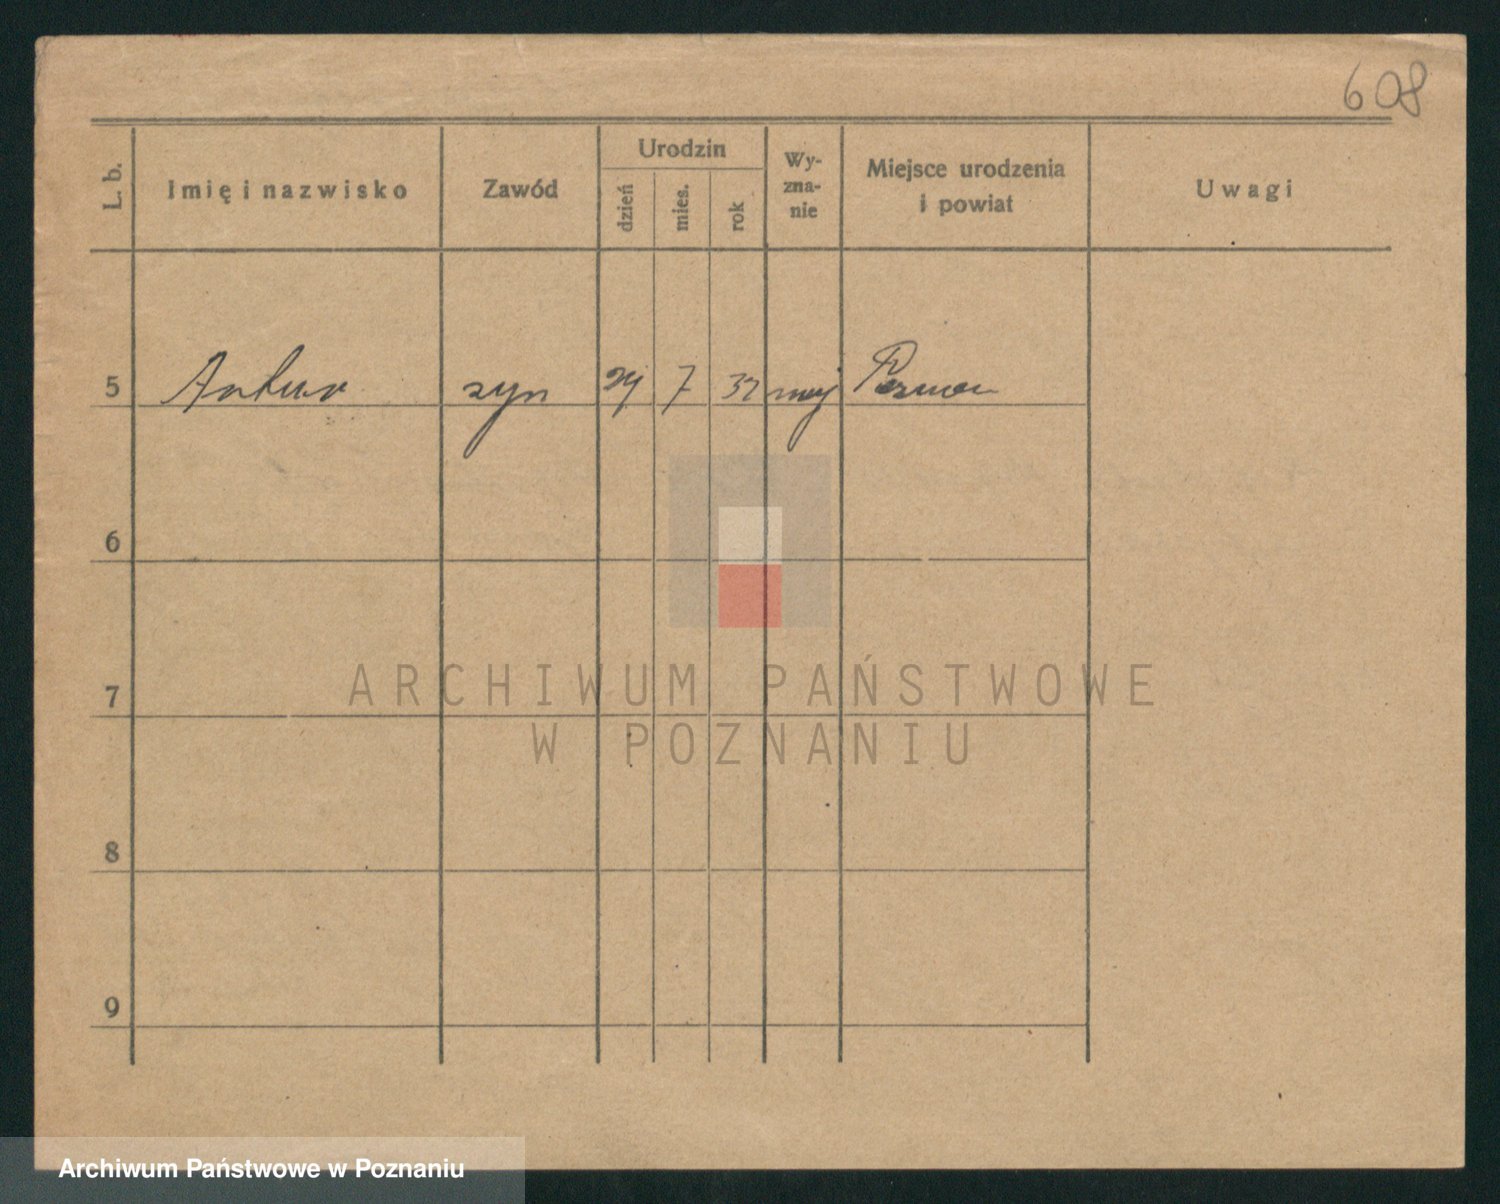 608
L. b.
Imię i nazwisko
Zawód
Urodzin
dzień
mies.
rok
Wy-
zna-
nie
Miejsce urodzenia
i powiat
Uwagi
5 Artur syn 7 32 Poznań
6
7
8
9
ARCHIWUM PAŃSTWOWE
W POZNANIU
Archiwum Państwowe w Poznaniu